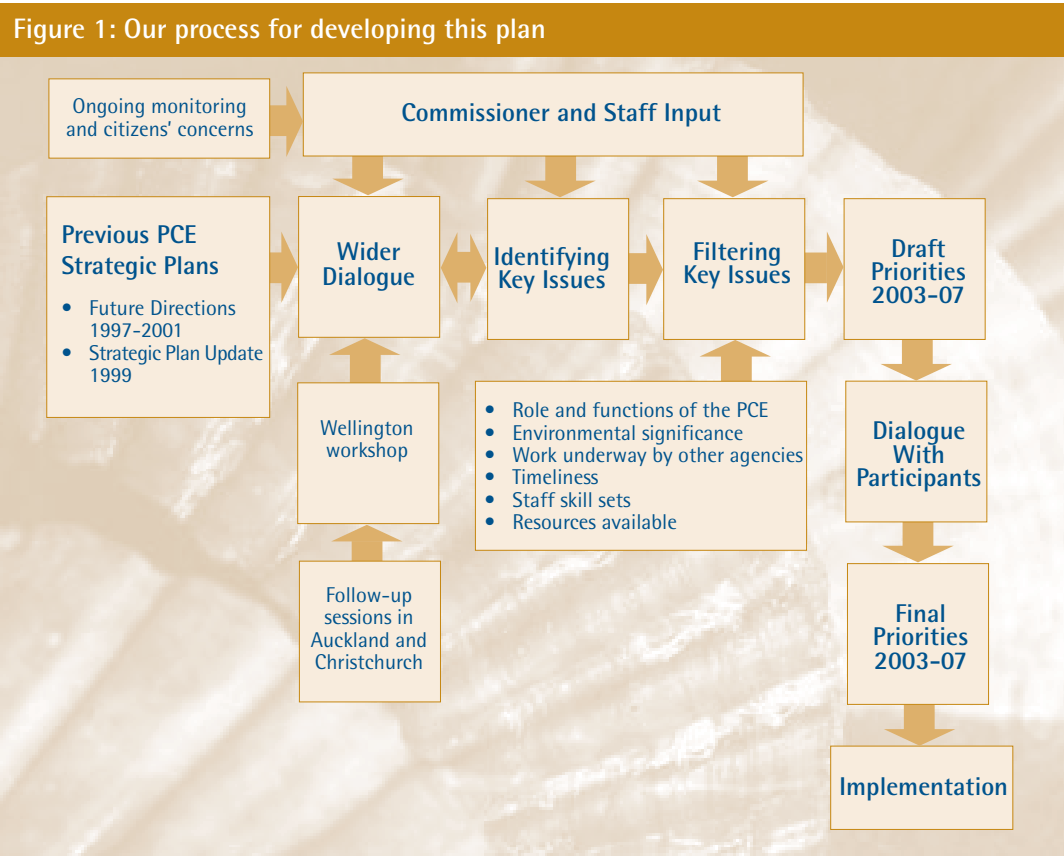 Figure 1: Our process for developing this plan
Ongoing monitoring
and citizens' concerns
Commissioner and Staff Input
Previous PCE
Strategic Plans
• Future Directions
1997-2001
• Strategic Plan Update
1999
Wider
Dialogue
Identifying
Key Issues
Filtering
Key Issues
Draft
Priorities
2003-07
Wellington
workshop
• Role and functions of the PCE
• Environmental significance
• Work underway by other agencies
• Timeliness
• Staff skill sets
• Resources available
Dialogue
With
Participants
Follow-up
sessions in
Auckland and
Christchurch
Final
Priorities
2003-07
Implementation